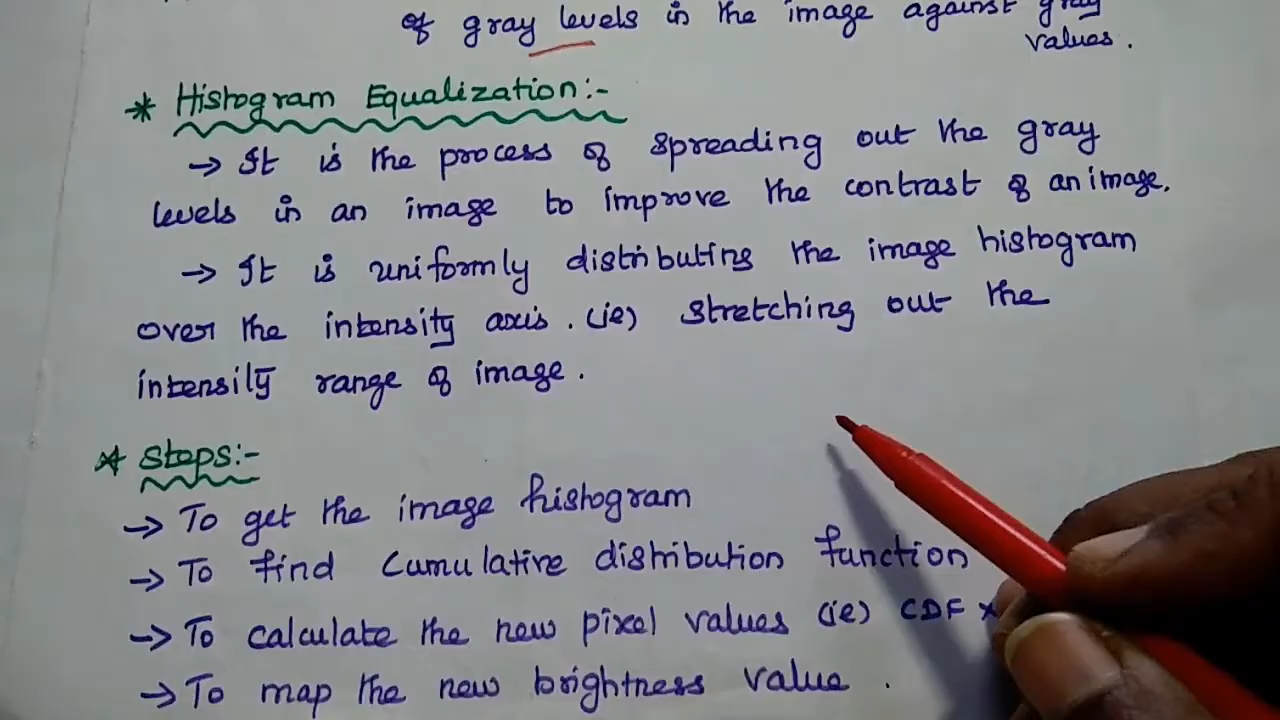 of gray levels in the image against gray
values.
* Histogram Equalization:-
→ It is the process of spreading out the gray
levels in an image to improve the contrast of an image.
→ It is uniformly distributing the image histogram
over the intensity axis. (ie) stretching out the
intensity range of image.
* Steps:-
→ To get the image histogram
→ To find cumulative distribution function
→ To calculate the new pixel values (ie) CDF *
→ To map the new brightness value.